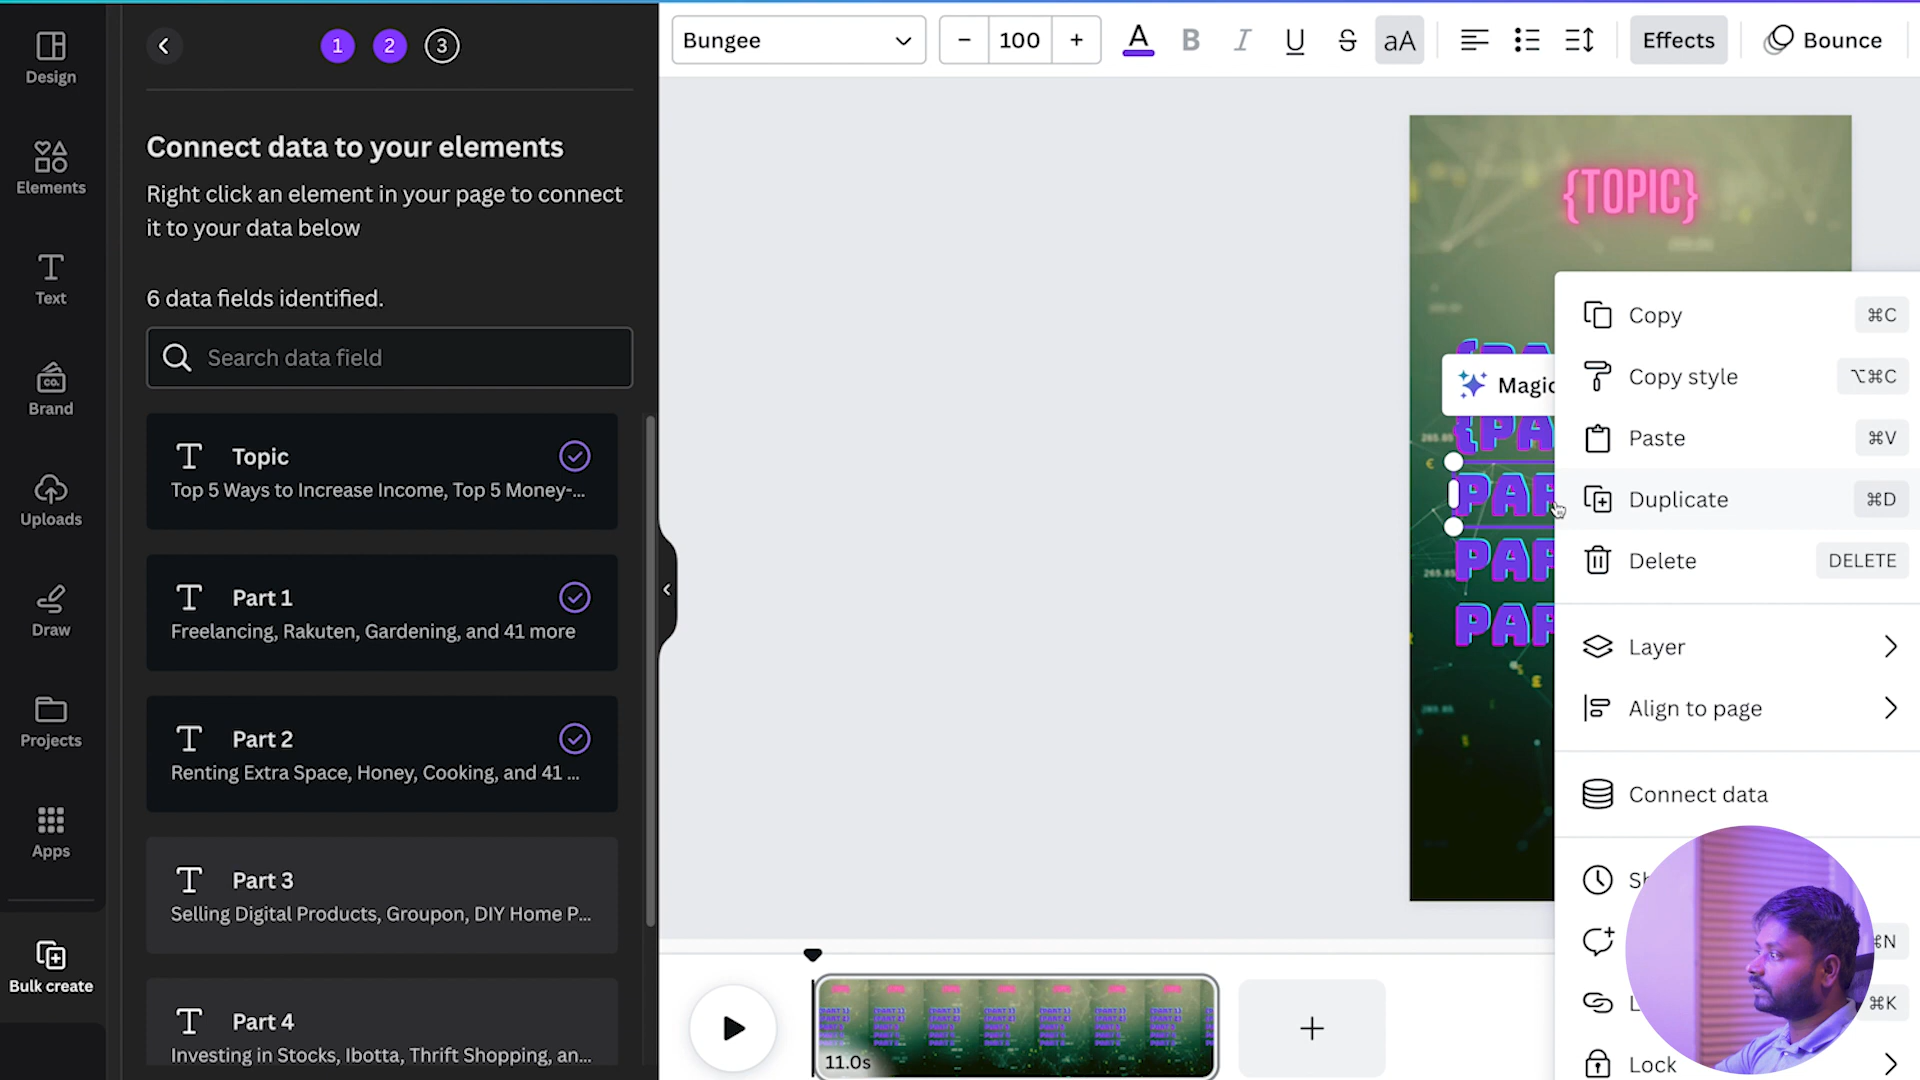 Design
Elements
Text
CO.
Brand
Uploads
Draw
Projects
Apps
Bulk create
1 2 3
Connect data to your elements
Right click an element in your page to connect
it to your data below
6 data fields identified.
Search data field
Topic
Top 5 Ways to Increase Income, Top 5 Money-...
Part 1
Freelancing, Rakuten, Gardening, and 41 more
Part 2
Renting Extra Space, Honey, Cooking, and 41 ...
Part 3
Selling Digital Products, Groupon, DIY Home P...
Part 4
Investing in Stocks, Ibotta, Thrift Shopping, an...
Bungee
− 100 +
A B I U S aA
Effects
Bounce
{TOPIC}
Magic
{PA
PAR
PAR
PAR
Copy ⌘C
Copy style ⌥⌘C
Paste ⌘V
Duplicate ⌘D
Delete DELETE
Layer
Align to page
Connect data
⌘N
⌘K
Lock
11.0s